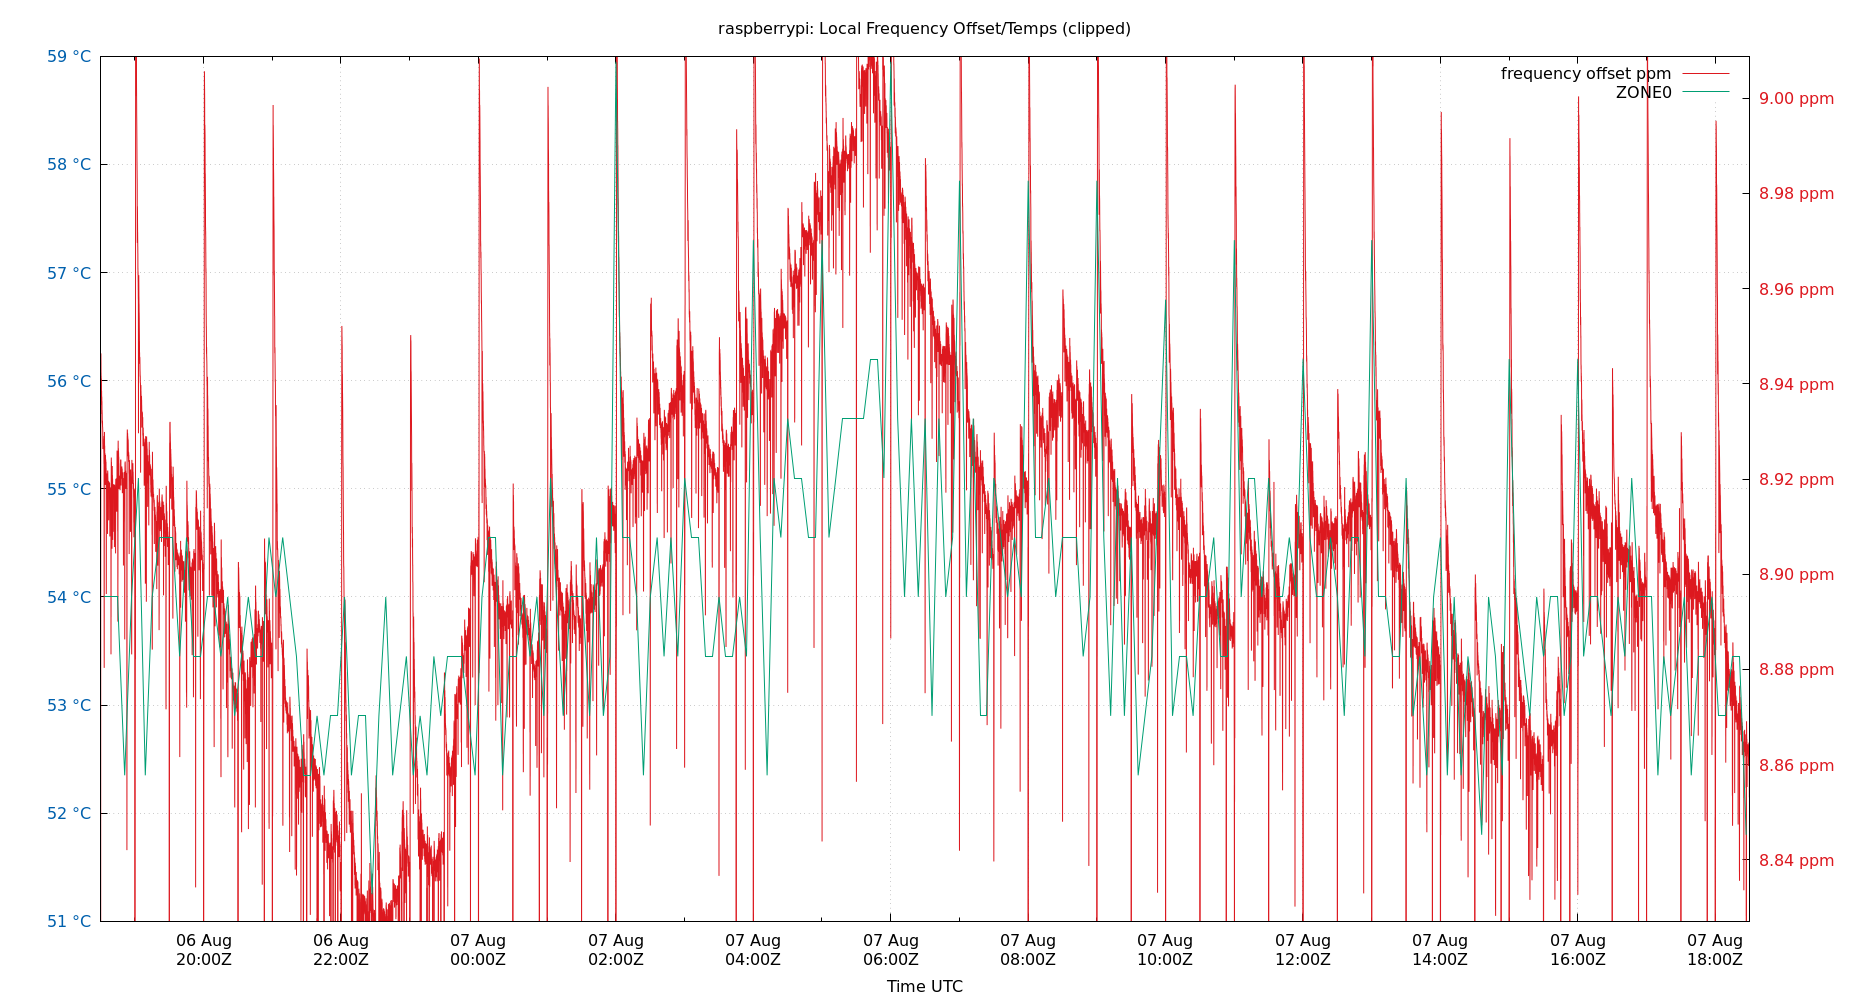 raspberrypi: Local Frequency Offset/Temps (clipped)
frequency offset ppm
ZONE0
59 °C
58 °C
57 °C
56 °C
55 °C
54 °C
53 °C
52 °C
51 °C
9.00 ppm
8.98 ppm
8.96 ppm
8.94 ppm
8.92 ppm
8.90 ppm
8.88 ppm
8.86 ppm
8.84 ppm
06 Aug
20:00Z
06 Aug
22:00Z
07 Aug
00:00Z
07 Aug
02:00Z
07 Aug
04:00Z
07 Aug
06:00Z
07 Aug
08:00Z
07 Aug
10:00Z
07 Aug
12:00Z
07 Aug
14:00Z
07 Aug
16:00Z
07 Aug
18:00Z
Time UTC